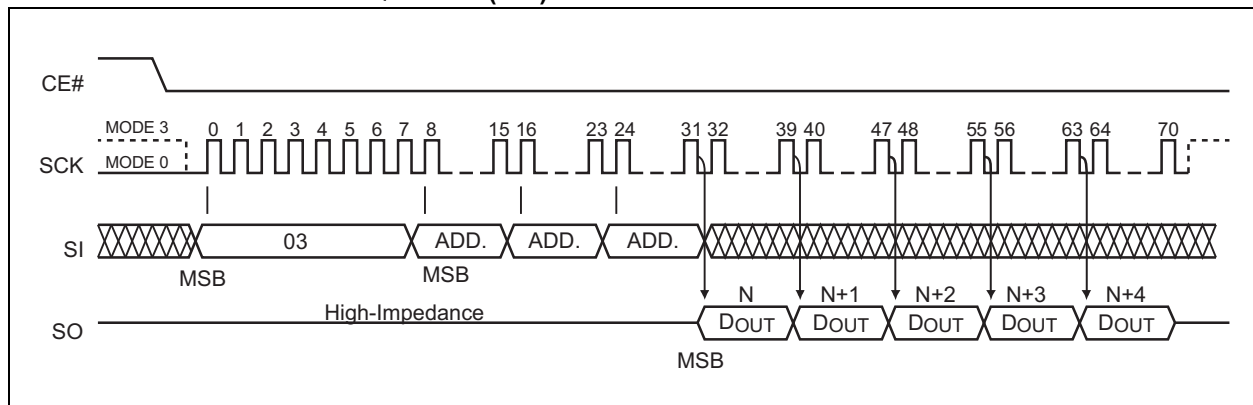 CE#
MODE 3
0 1 2 3 4 5 6 7 8 15 16 23 24 31 32 39 40 47 48 55 56 63 64 70
SCK
MODE 0
SI
03 ADD. ADD. ADD.
MSB MSB
N N+1 N+2 N+3 N+4
High-Impedance
SO
DOUT DOUT DOUT DOUT DOUT
MSB